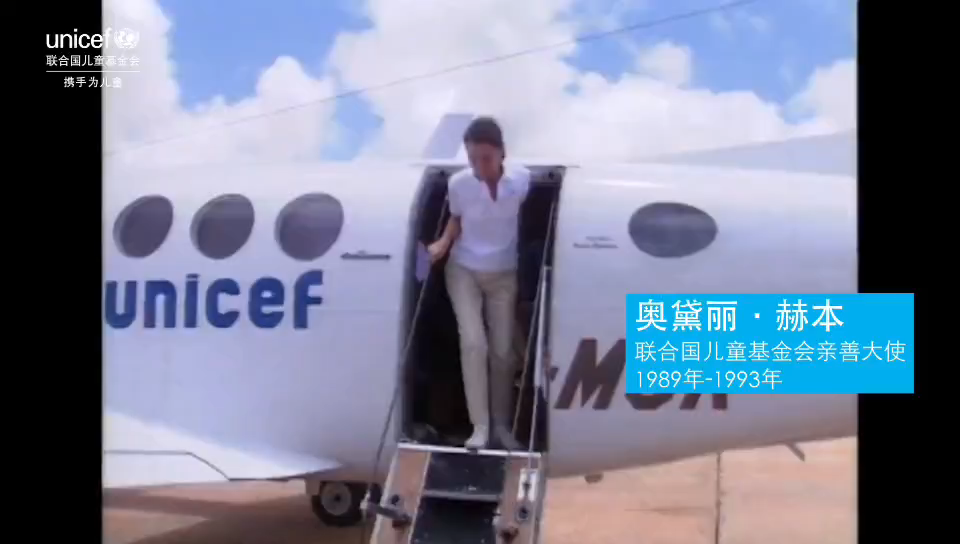 unicef
联合国儿童基金会
携手为儿童
unicef
奥黛丽·赫本
联合国儿童基金会亲善大使
1989年-1993年